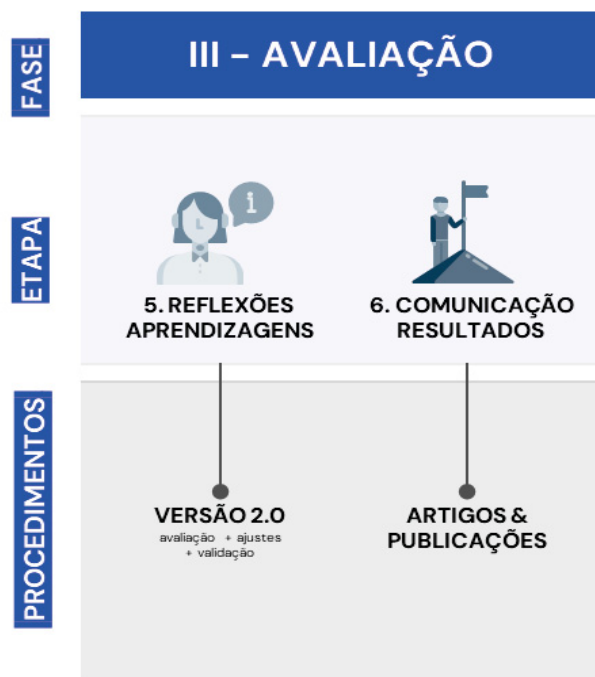 FASE
III – AVALIAÇÃO
ETAPA
i
5. REFLEXÕES
APRENDIZAGENS
6. COMUNICAÇÃO
RESULTADOS
PROCEDIMENTOS
VERSÃO 2.0
avaliação + ajustes
+ validação
ARTIGOS &
PUBLICAÇÕES